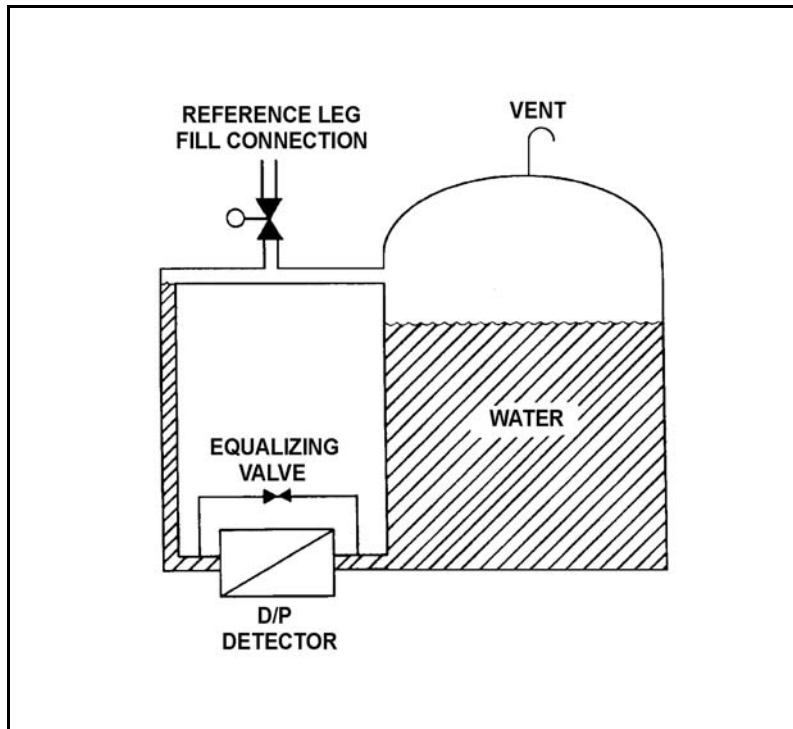 REFERENCE LEG
FILL CONNECTION
VENT
WATER
EQUALIZING
VALVE
D/P
DETECTOR